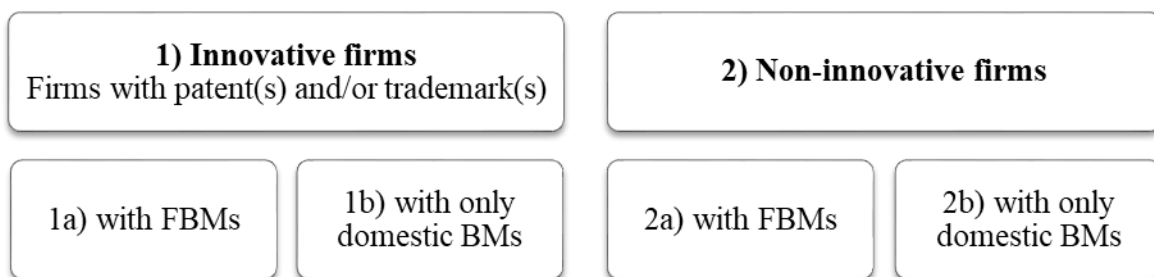 1) Innovative firms
Firms with patent(s) and/or trademark(s)
2) Non-innovative firms
1a) with FBMs
1b) with only
domestic BMs
2a) with FBMs
2b) with only
domestic BMs